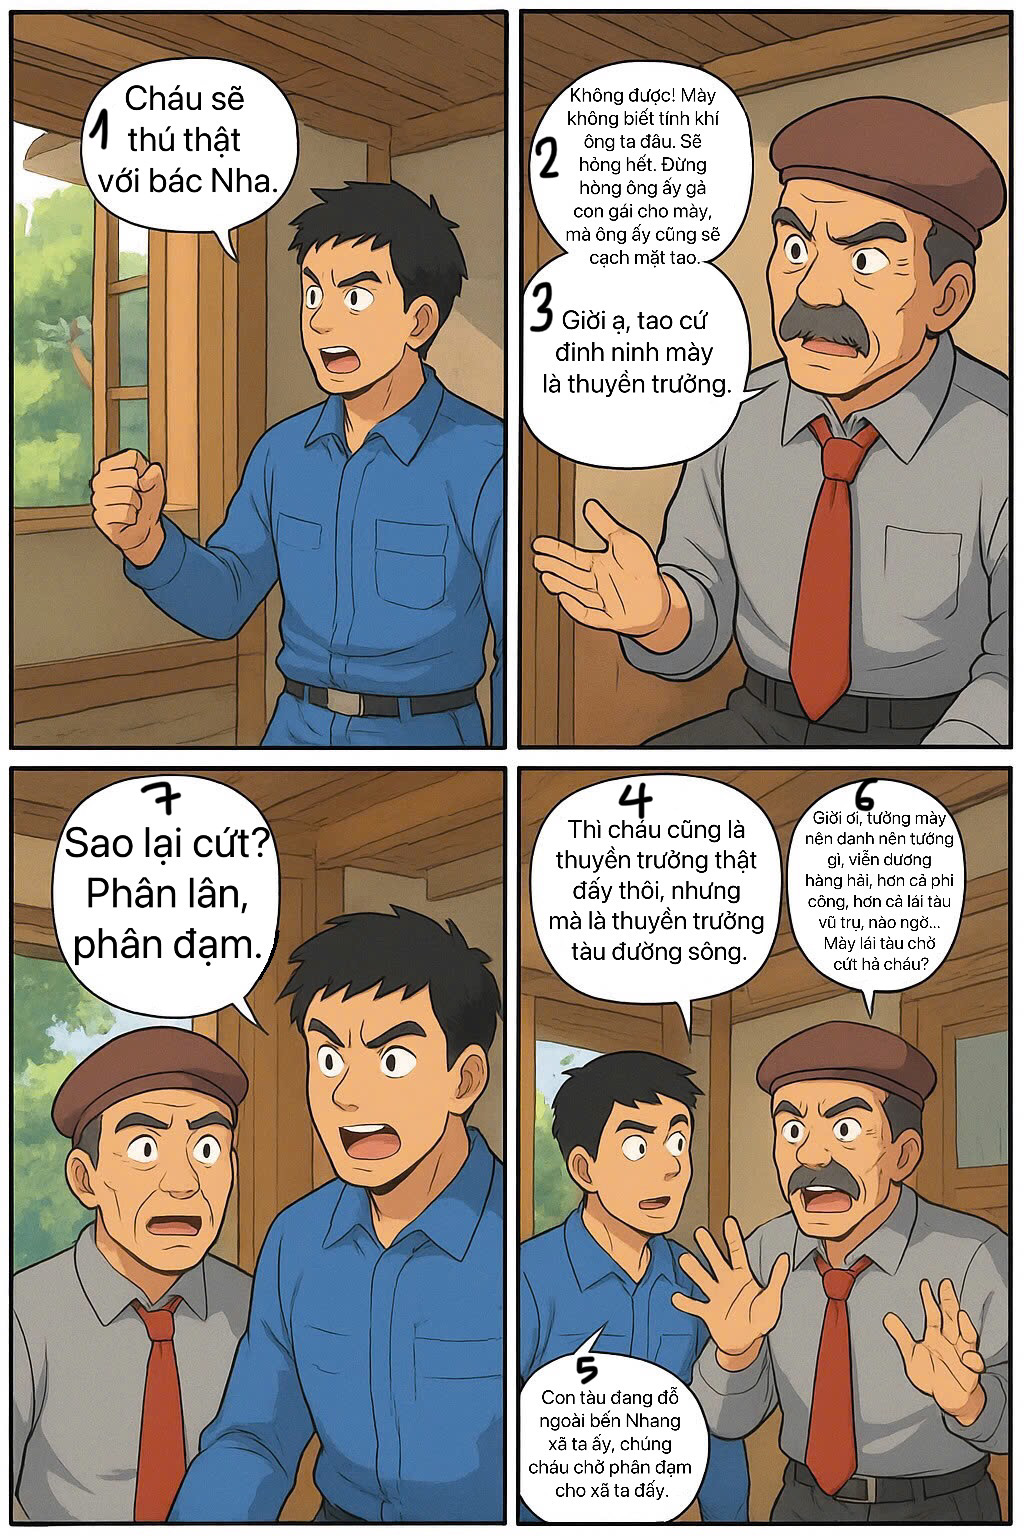 1
Cháu sẽ
thú thật
với bác Nha.
2
Không được! Mày
không biết tính khí
ông ta đâu. Sẽ
hỏng hết. Đừng
hòng ông ấy gả
con gái cho mày,
mà ông ấy cũng sẽ
cạch mặt tao.
3
Giời ạ, tao cứ
đinh ninh mày
là thuyền trưởng.
4
Thì cháu cũng là
thuyền trưởng thật
đấy thôi, nhưng
mà là thuyền trưởng
tàu đường sông.
5
Con tàu đang đỗ
ngoài bến Nhang
xã ta ấy, chúng
cháu chở phân đạm
cho xã ta đấy.
6
Giời ơi, tưởng mày
nên danh nên tướng
gì, viễn dương
hàng hải, hơn cả phi
công, hơn cả lái tàu
vũ trụ, nào ngờ...
Mày lái tàu chở
cứt hả cháu?
7
Sao lại cứt?
Phân lân,
phân đạm.